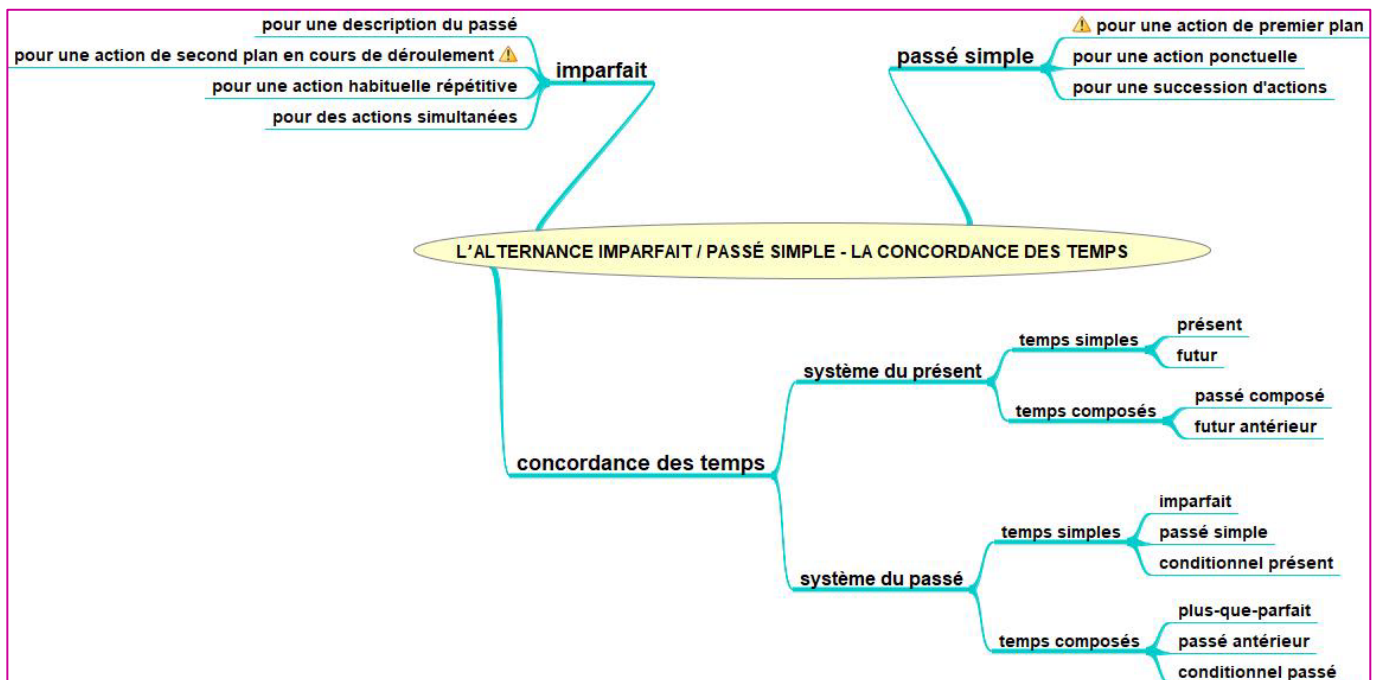 pour une description du passé
pour une action de second plan en cours de déroulement
pour une action habituelle répétitive
pour des actions simultanées
imparfait
passé simple
pour une action de premier plan
pour une action ponctuelle
pour une succession d'actions
L'ALTERNANCE IMPARFAIT / PASSÉ SIMPLE - LA CONCORDANCE DES TEMPS
concordance des temps
système du présent
temps simples
présent
futur
temps composés
passé composé
futur antérieur
système du passé
temps simples
imparfait
passé simple
conditionnel présent
temps composés
plus-que-parfait
passé antérieur
conditionnel passé